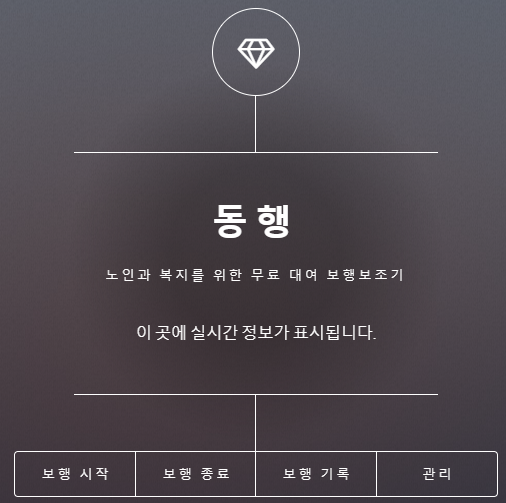 동행
노인과 복지를 위한 무료 대여 보행보조기
이 곳에 실시간 정보가 표시됩니다.
보행 시작 보행 종료 보행 기록 관리